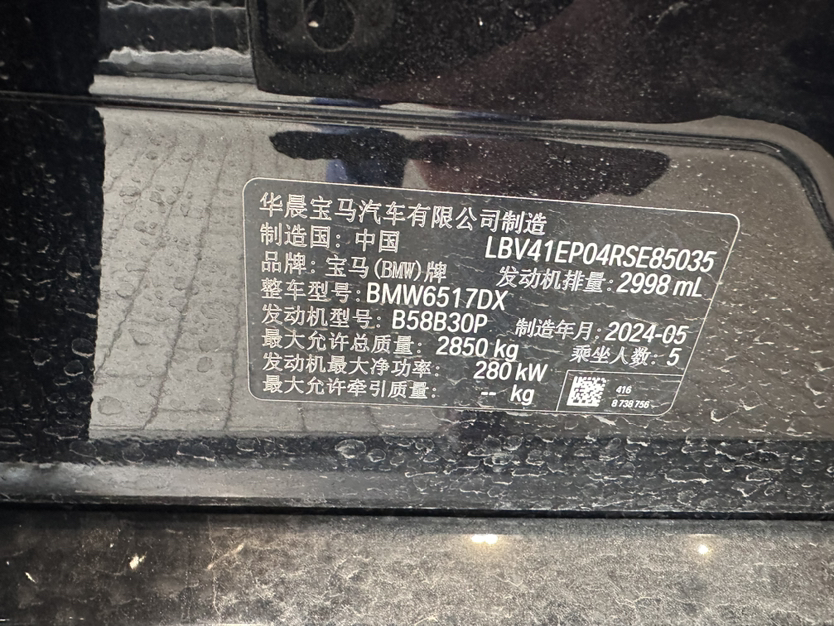 华晨宝马汽车有限公司制造
制造国: 中国 LBV41EP04RSE85035
品牌: 宝马(BMW)牌 发动机排量: 2998 mL
整车型号: BMW6517DX
发动机型号: B58B30P 制造年月: 2024-05
最大允许总质量: 2850 kg 乘坐人数: 5
发动机最大净功率: 280 kW
最大允许牵引质量: -- kg
416
8 738 756 -